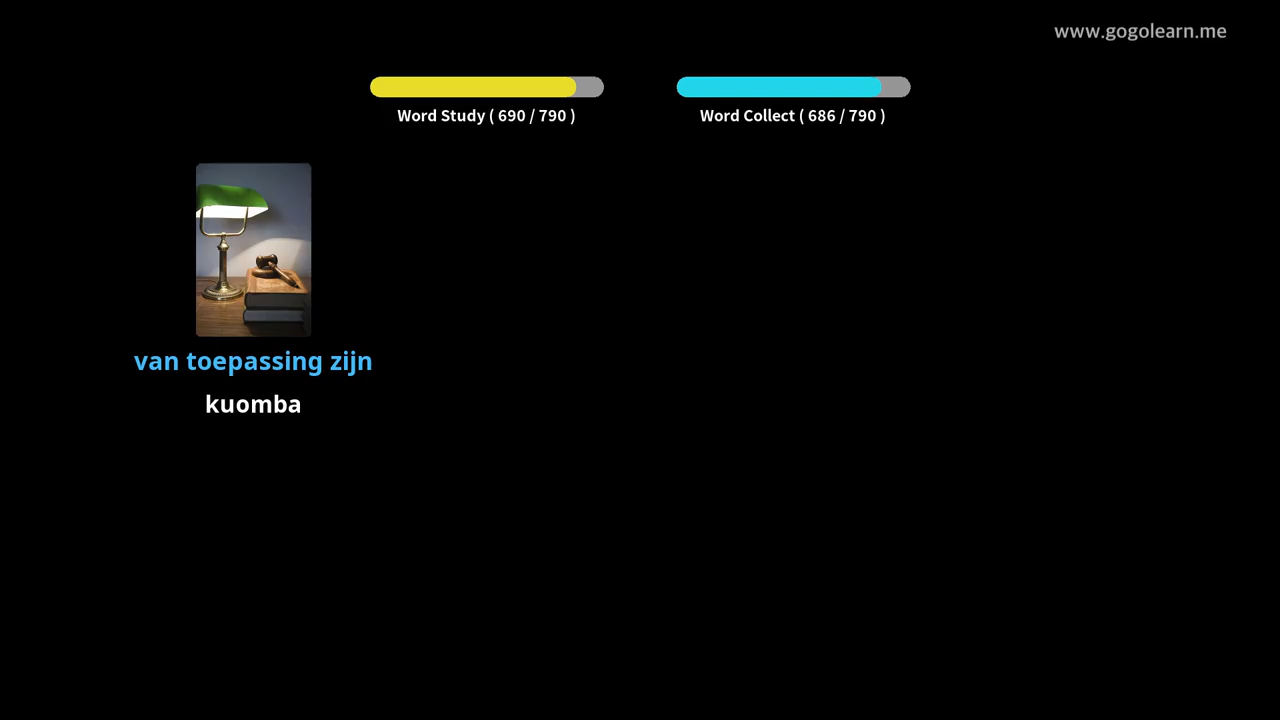 www.gogolearn.me
Word Study ( 690 / 790 )
Word Collect ( 686 / 790 )
van toepassing zijn
kuomba